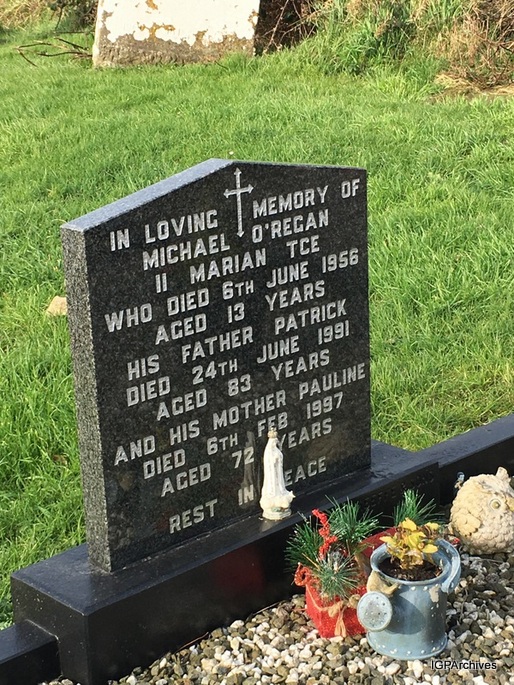 IN LOVING MEMORY OF
MICHAEL O'REGAN
11 MARIAN TCE
WHO DIED 6TH JUNE 1956
AGED 13 YEARS
HIS FATHER PATRICK
DIED 24TH JUNE 1991
AGED 83 YEARS
AND HIS MOTHER PAULINE
DIED 6TH FEB 1997
AGED 72 YEARS
REST IN PEACE
IGPArchives